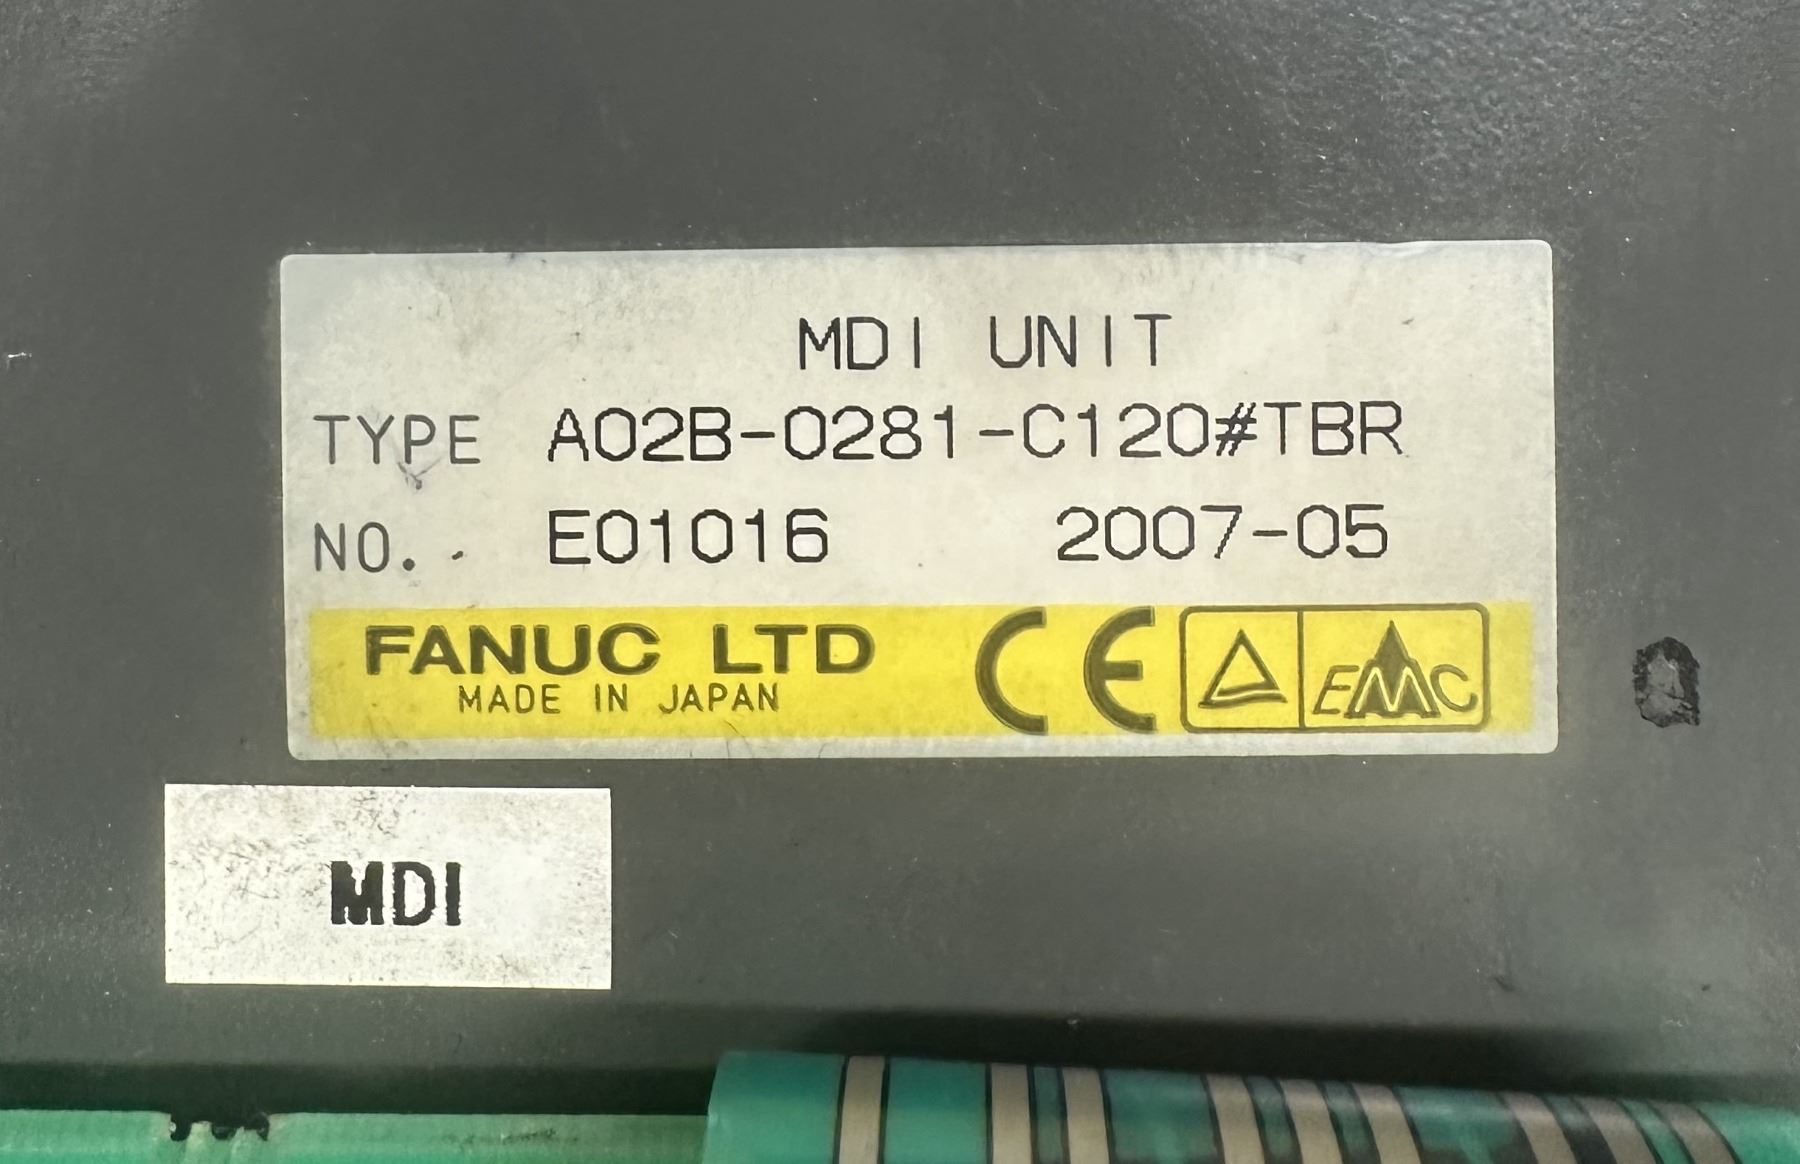 MDI UNIT
TYPE A02B-0281-C120#TBR
NO. E01016 2007-05
FANUC LTD CE EMC
MADE IN JAPAN
MDI